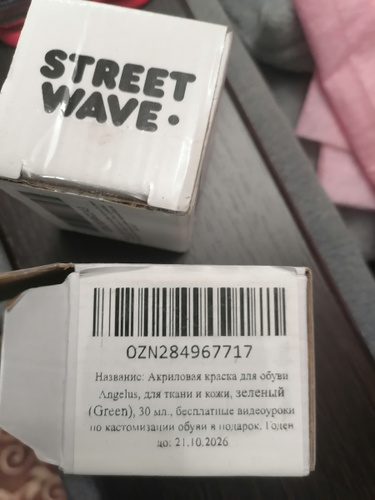 STREET
WAVE
OZN284967717
Название: Акриловая краска для обуви
Angelus, для ткани и кожи, зеленый
(Green), 30 мл., бесплатные видеоуроки
по кастомизации обуви в подарок. Годен
до: 21.10.2026